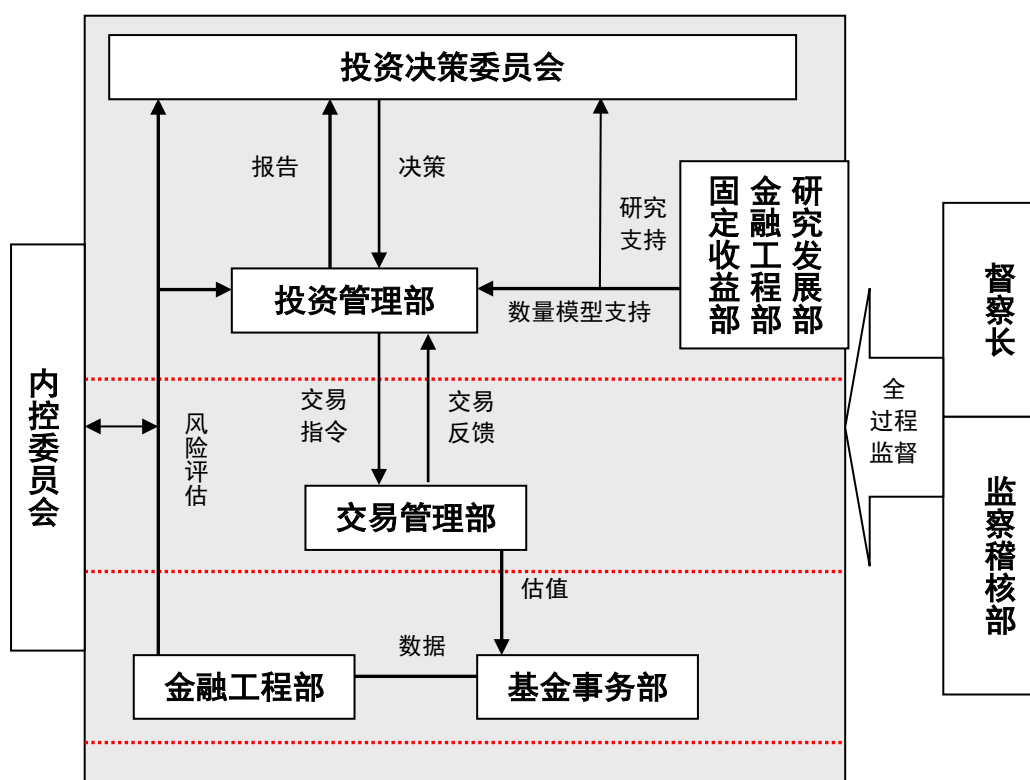 投资决策委员会
报告
决策
研究
支持
研究发展部
金融工程部
固定收益部
投资管理部
数量模型支持
督察长
内控委员会
风险评估
交易
指令
交易
反馈
全
过程
监督
交易管理部
监察稽核部
估值
数据
金融工程部
基金事务部